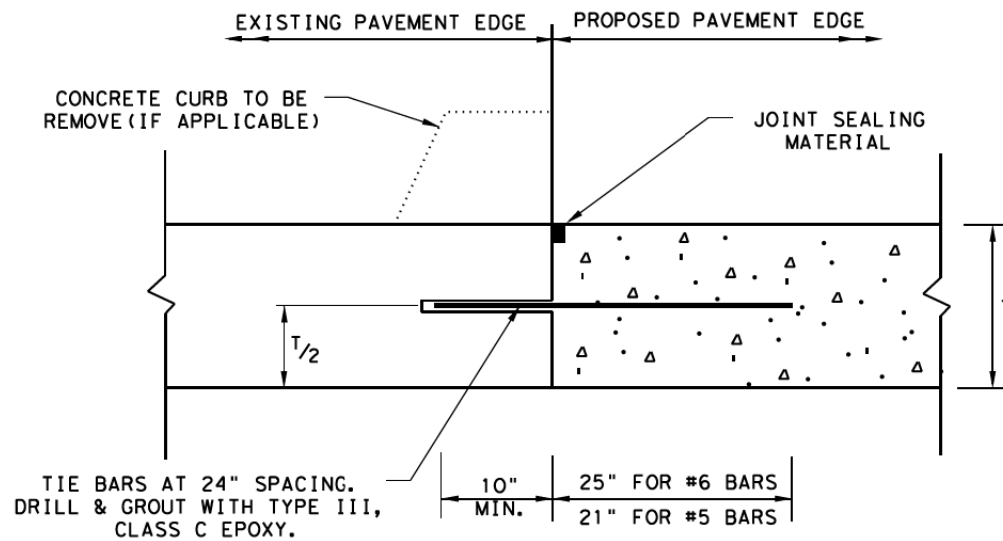 EXISTING PAVEMENT EDGE
PROPOSED PAVEMENT EDGE
CONCRETE CURB TO BE
REMOVE(IF APPLICABLE)
JOINT SEALING
MATERIAL
T/2
TIE BARS AT 24" SPACING.
DRILL & GROUT WITH TYPE III,
CLASS C EPOXY.
10"
MIN.
25" FOR #6 BARS
21" FOR #5 BARS